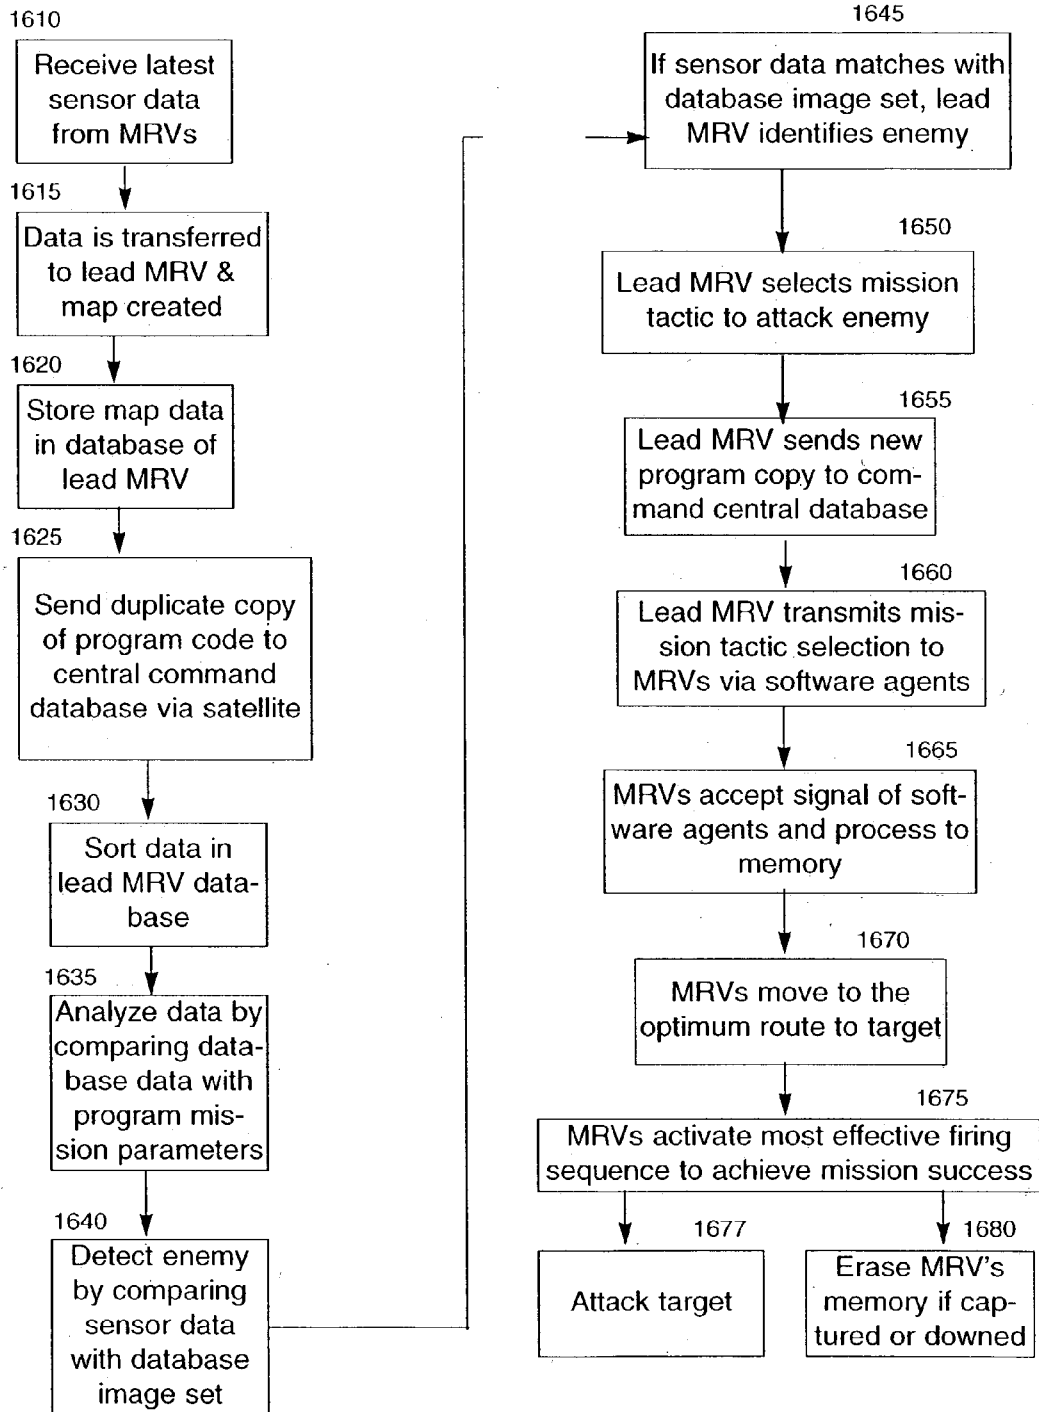 1610
Receive latest
sensor data
from MRVs
1615
Data is transferred
to lead MRV &
map created
1620
Store map data
in database of
lead MRV
1625
Send duplicate copy
of program code to
central command
database via satellite
1630
Sort data in
lead MRV data-
base
1635
Analyze data by
comparing data-
base data with
program mis-
sion parameters
1640
Detect enemy
by comparing
sensor data
with database
image set
1645
If sensor data matches with
database image set, lead
MRV identifies enemy
1650
Lead MRV selects mission
tactic to attack enemy
1655
Lead MRV sends new
program copy to com-
mand central database
1660
Lead MRV transmits mis-
sion tactic selection to
MRVs via software agents
1665
MRVs accept signal of soft-
ware agents and process to
memory
1670
MRVs move to the
optimum route to target
1675
MRVs activate most effective firing
sequence to achieve mission success
1677
Attack target
1680
Erase MRV's
memory if cap-
tured or downed